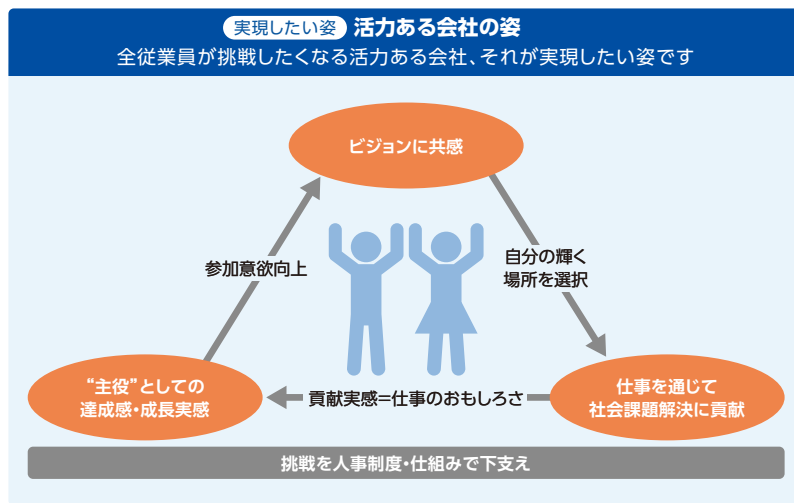 実現したい姿 活力ある会社の姿
全従業員が挑戦したくなる活力ある会社、それが実現したい姿です
ビジョンに共感
自分の輝く
場所を選択
参加意欲向上
仕事を通じて
社会課題解決に貢献
貢献実感=仕事のおもしろさ
“主役”としての
達成感・成長実感
挑戦を人事制度・仕組みで下支え